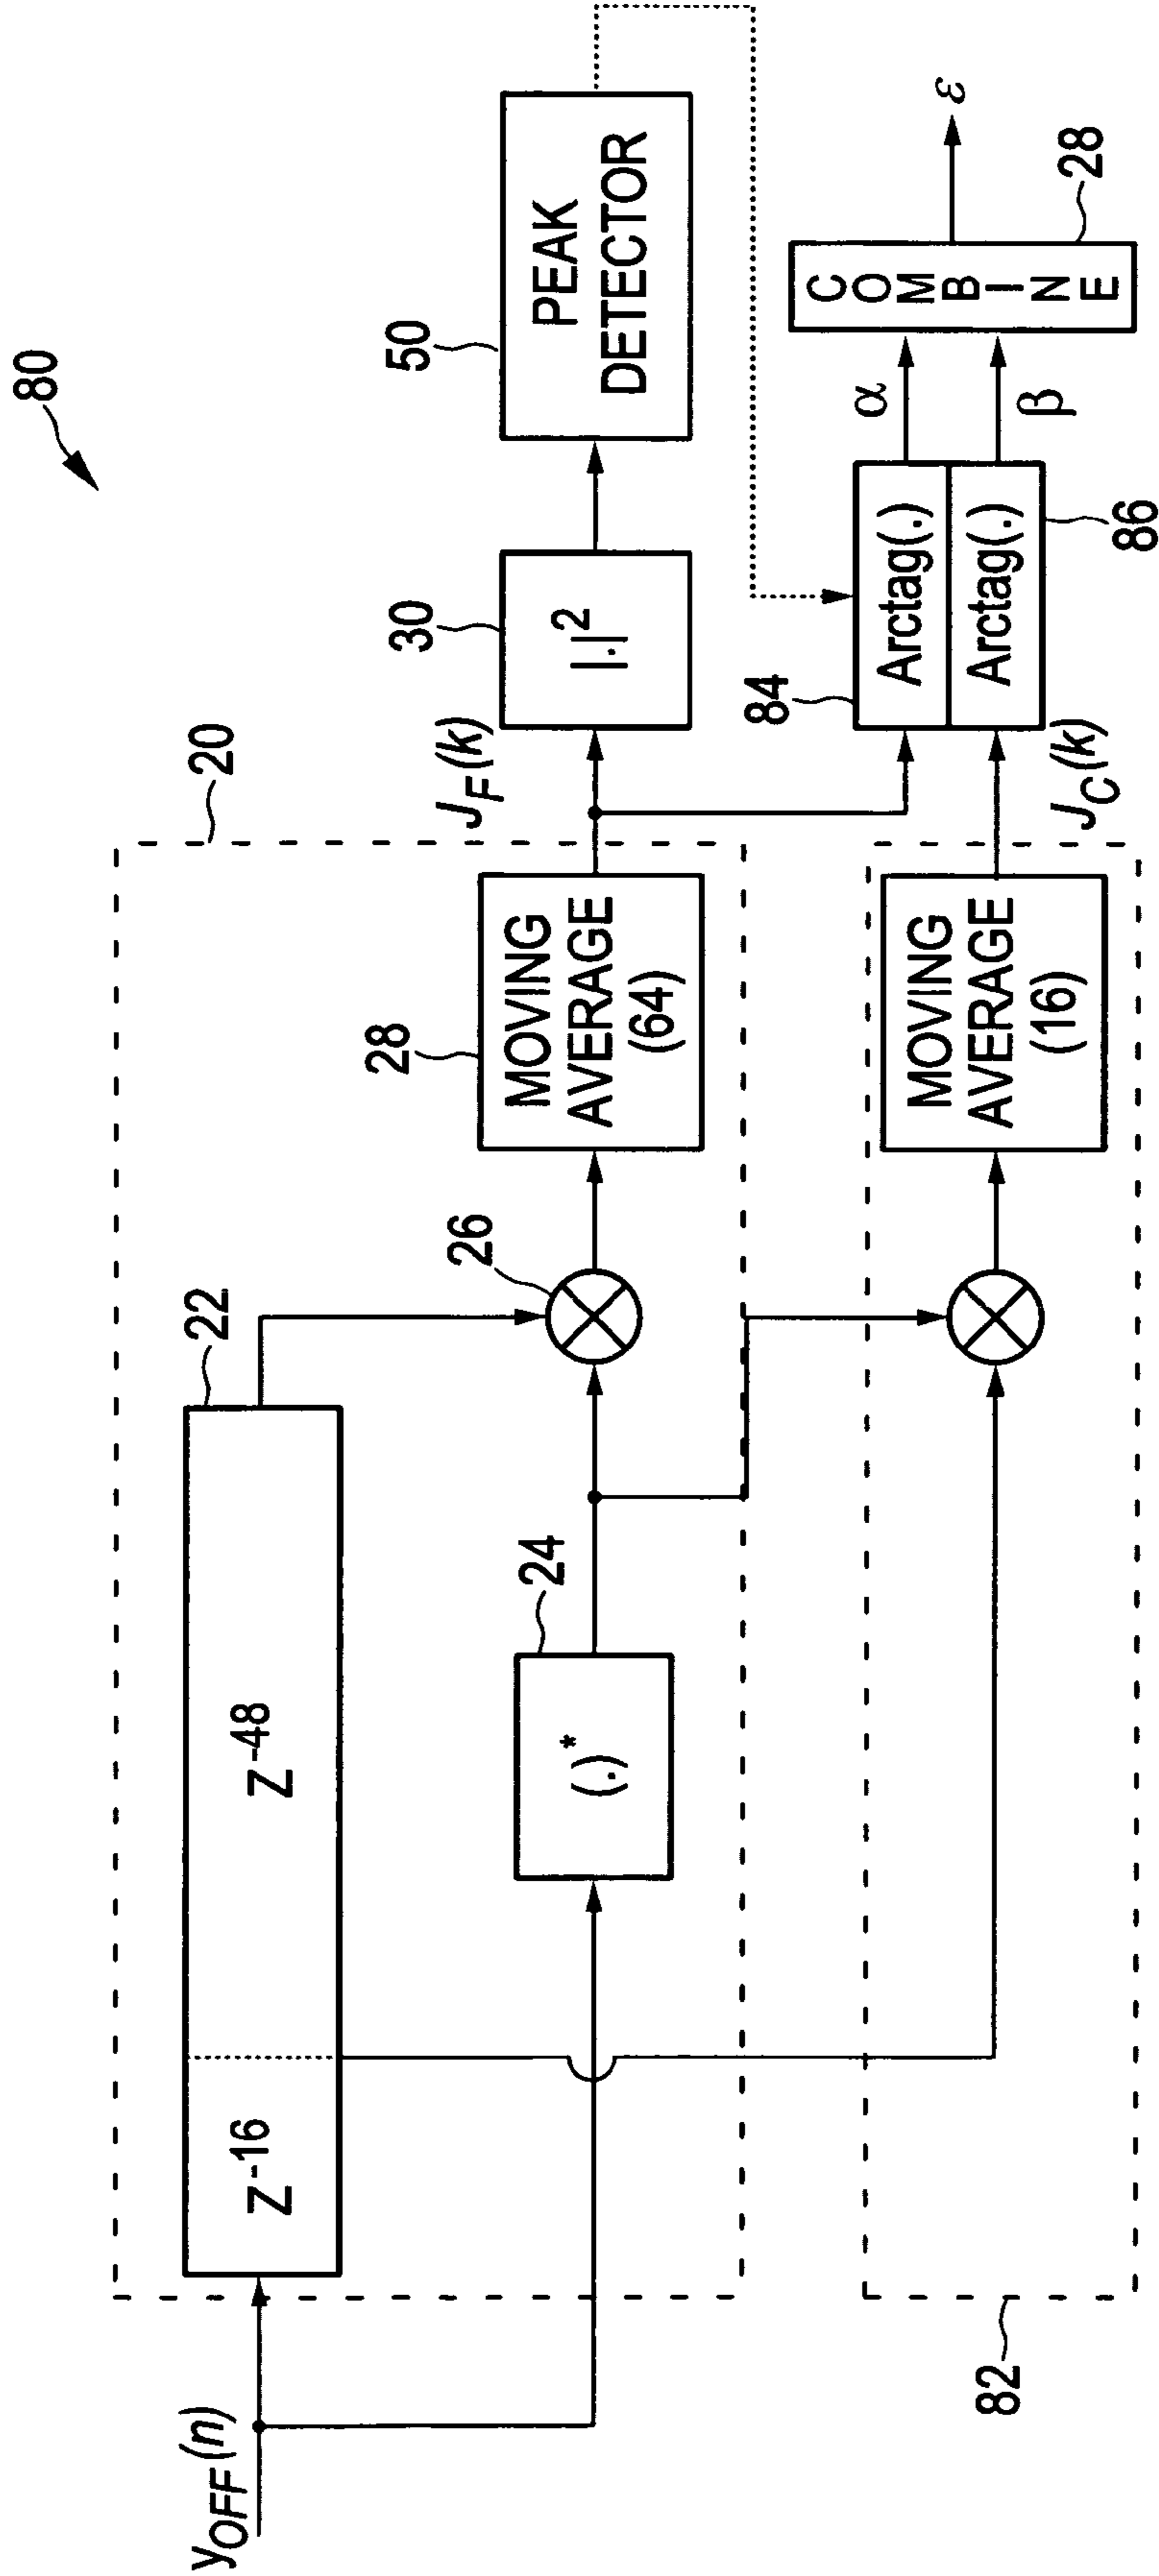 80
20
22
Z⁻¹⁶
Z⁻⁴⁸
y_OFF(n)
24
(.)*
26
28
MOVING
AVERAGE
(64)
J_F(k)
30
|.|²
50
PEAK
DETECTOR
82
MOVING
AVERAGE
(16)
J_C(k)
84
Arctag(.)
Arctag(.)
86
α
β
COMBINE
28
ε